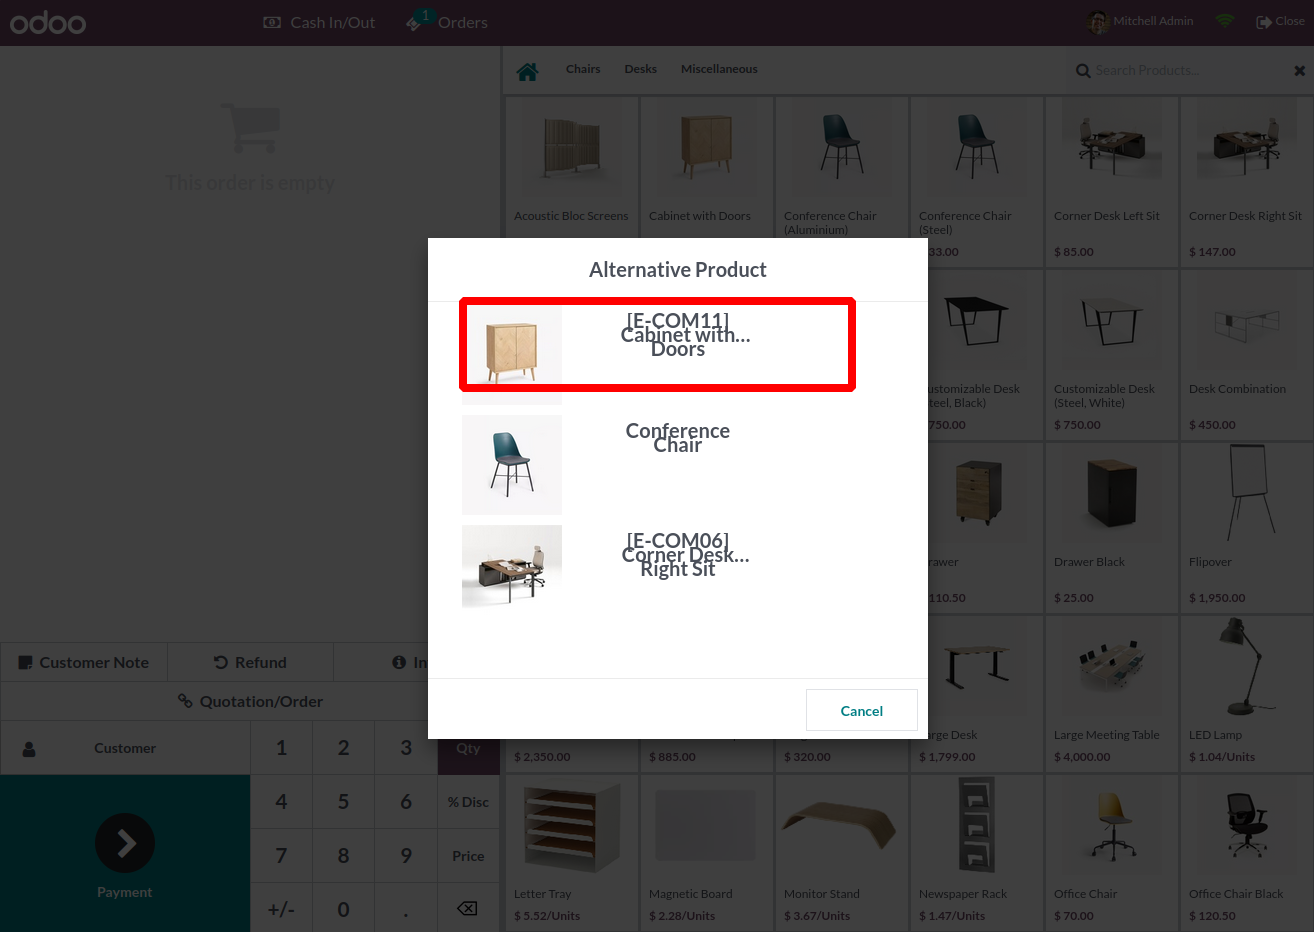 odoo
Cash In/Out
1
Orders
Mitchell Admin
Close
Chairs
Desks
Miscellaneous
Search Products...
This order is empty
Acoustic Bloc Screens
Cabinet with Doors
Conference Chair
(Aluminium)
Conference Chair
(Steel)
33.00
Corner Desk Left Sit
$ 85.00
Corner Desk Right Sit
$ 147.00
Alternative Product
[E-COM11]
Cabinet with...
Doors
Conference
Chair
[E-COM06]
Corner Desk...
Right Sit
Cancel
ustomizable Desk
teel, Black)
750.00
Customizable Desk
(Steel, White)
$ 750.00
Desk Combination
$ 450.00
rawer
110.50
Drawer Black
$ 25.00
Flipover
$ 1,950.00
$ 2,350.00
$ 885.00
$ 320.00
rge Desk
$ 1,799.00
Large Meeting Table
$ 4,000.00
LED Lamp
$ 1.04/Units
Letter Tray
$ 5.52/Units
Magnetic Board
$ 2.28/Units
Monitor Stand
$ 3.67/Units
Newspaper Rack
$ 1.47/Units
Office Chair
$ 70.00
Office Chair Black
$ 120.50
Customer Note
Refund
In
Quotation/Order
Customer
1 2 3 Qty
4 5 6 % Disc
7 8 9 Price
+/- 0 .
Payment